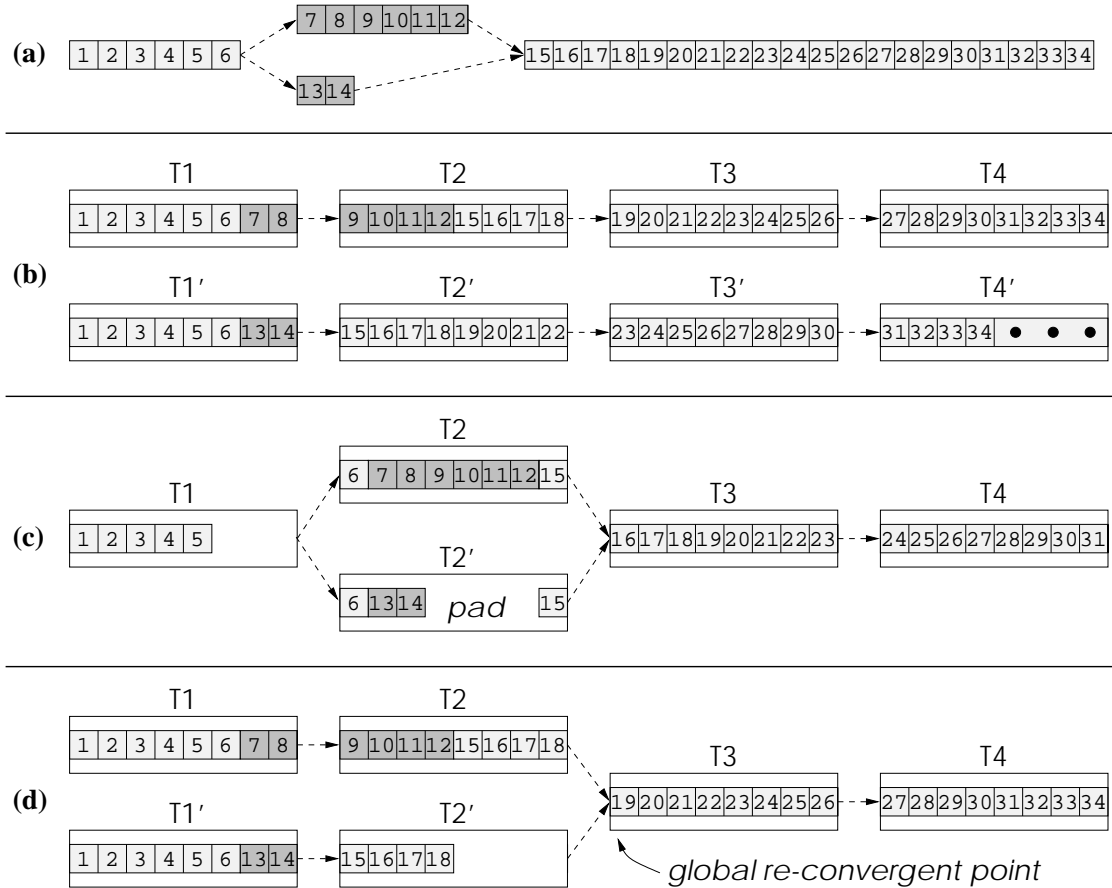 7 8 9 10 11 12
(a) 1 2 3 4 5 6 15 16 17 18 19 20 21 22 23 24 25 26 27 28 29 30 31 32 33 34
13 14
T1 T2 T3 T4
1 2 3 4 5 6 7 8 9 10 11 12 15 16 17 18 19 20 21 22 23 24 25 26 27 28 29 30 31 32 33 34
(b)
T1' T2' T3' T4'
1 2 3 4 5 6 13 14 15 16 17 18 19 20 21 22 23 24 25 26 27 28 29 30 31 32 33 34 • • •
T2
6 7 8 9 10 11 12 15
T1 T3 T4
(c) 1 2 3 4 5 16 17 18 19 20 21 22 23 24 25 26 27 28 29 30 31
T2'
6 13 14 pad 15
T1 T2
1 2 3 4 5 6 7 8 9 10 11 12 15 16 17 18
T3 T4
(d) 19 20 21 22 23 24 25 26 27 28 29 30 31 32 33 34
T1' T2'
1 2 3 4 5 6 13 14 15 16 17 18
global re-convergent point